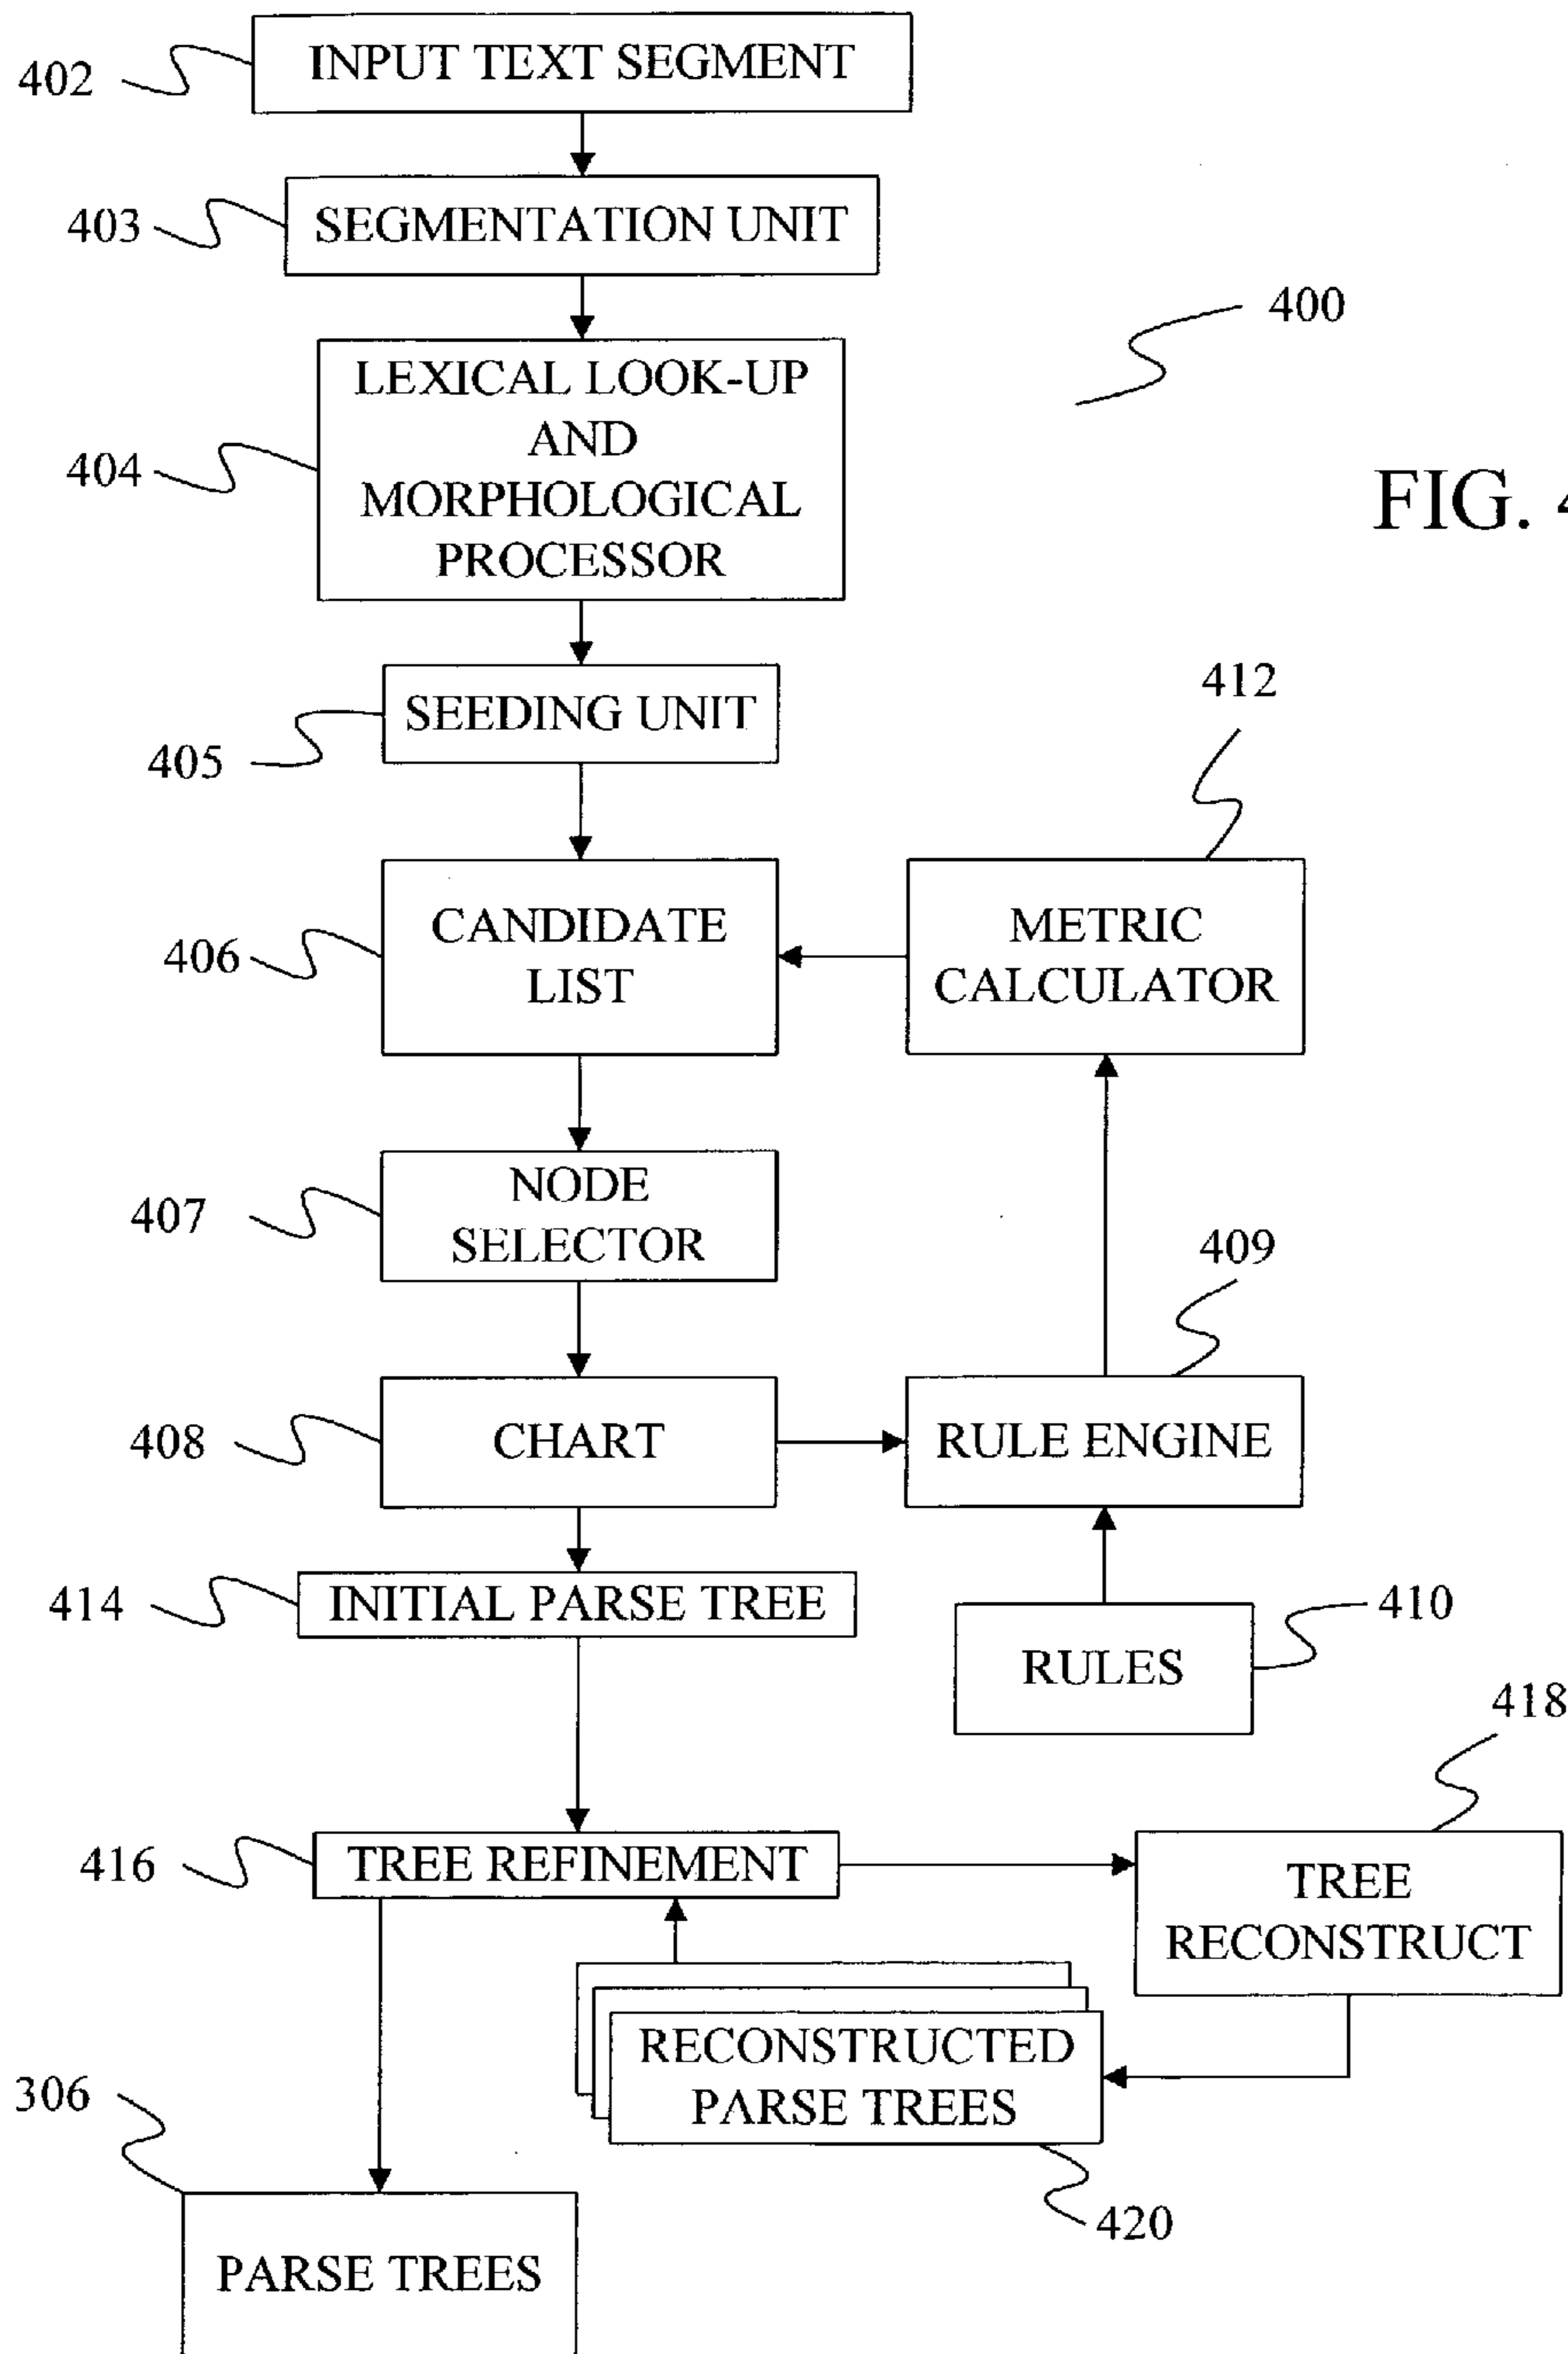 402
INPUT TEXT SEGMENT
403
SEGMENTATION UNIT
400
LEXICAL LOOK-UP
AND
MORPHOLOGICAL
PROCESSOR
404
FIG. 4
SEEDING UNIT
405
412
CANDIDATE
LIST
406
METRIC
CALCULATOR
NODE
SELECTOR
407
409
408
CHART
RULE ENGINE
414
INITIAL PARSE TREE
410
RULES
418
416
TREE REFINEMENT
TREE
RECONSTRUCT
RECONSTRUCTED
PARSE TREES
306
420
PARSE TREES